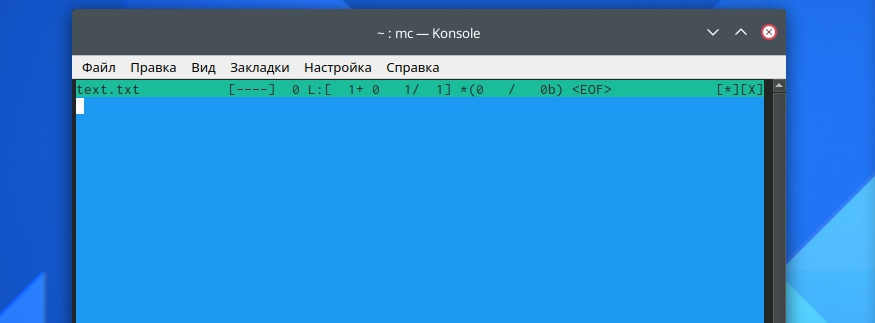 ~ : mc — Konsole
Файл Правка Вид Закладки Настройка Справка
text.txt [----] 0 L:[ 1+ 0 1/ 1] *(0 / 0b) <EOF> [*][X]